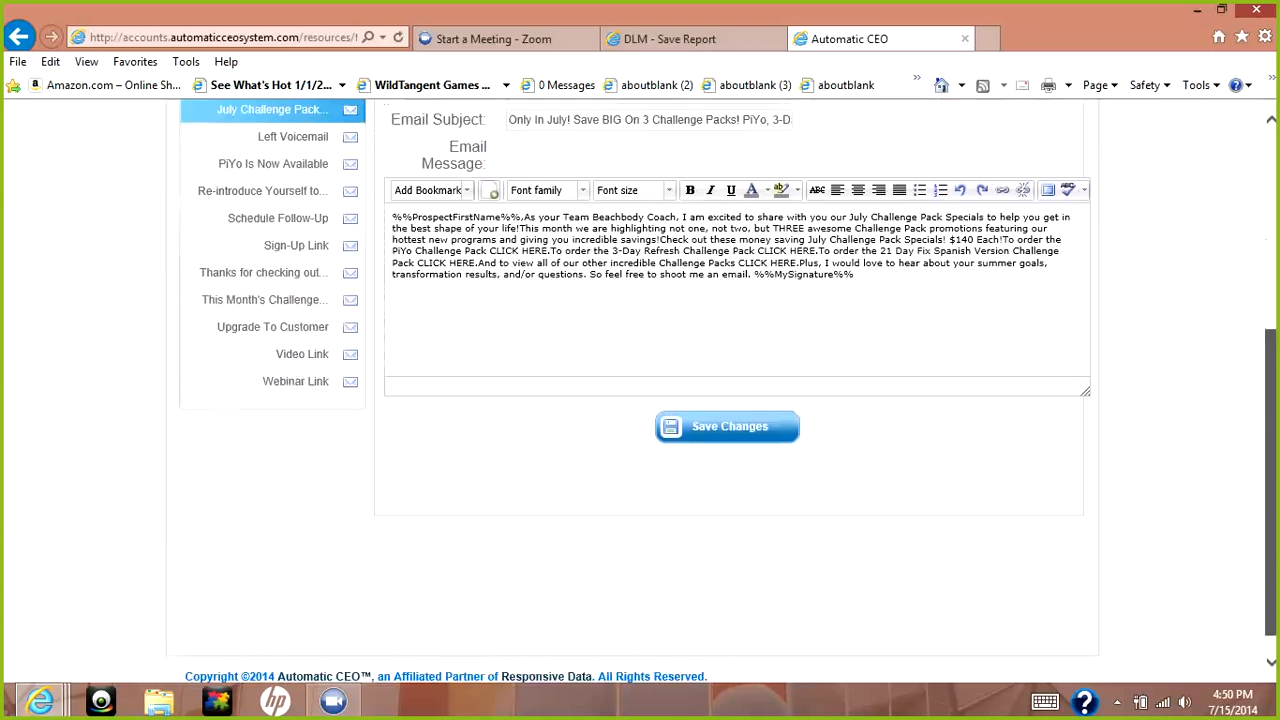 http://accounts.automaticceosystem.com/resources/t
Start a Meeting - Zoom
DLM - Save Report
Automatic CEO
File Edit View Favorites Tools Help
Amazon.com – Online Sh...
See What's Hot 1/1/2...
WildTangent Games ...
0 Messages
aboutblank (2)
aboutblank (3)
aboutblank
Page
Safety
Tools
July Challenge Pack...
Left Voicemail
PiYo Is Now Available
Re-introduce Yourself to...
Schedule Follow-Up
Sign-Up Link
Thanks for checking out...
This Month's Challenge...
Upgrade To Customer
Video Link
Webinar Link
Email Subject:
Only In July! Save BIG On 3 Challenge Packs! PiYo, 3-D
Email
Message:
Add Bookmark
Font family
Font size
B I U A ab ABC
%%ProspectFirstName%%,As your Team Beachbody Coach, I am excited to share with you our July Challenge Pack Specials to help you get in
the best shape of your life!This month we are highlighting not one, not two, but THREE awesome Challenge Pack promotions featuring our
hottest new programs and giving you incredible savings!Check out these money saving July Challenge Pack Specials! $140 Each!To order the
PiYo Challenge Pack CLICK HERE.To order the 3-Day Refresh Challenge Pack CLICK HERE.To order the 21 Day Fix Spanish Version Challenge
Pack CLICK HERE.And to view all of our other incredible Challenge Packs CLICK HERE.Plus, I would love to hear about your summer goals,
transformation results, and/or questions. So feel free to shoot me an email. %%MySignature%%
Save Changes
Copyright ©2014 Automatic CEO™, an Affiliated Partner of Responsive Data. All Rights Reserved.
hp
4:50 PM
7/15/2014